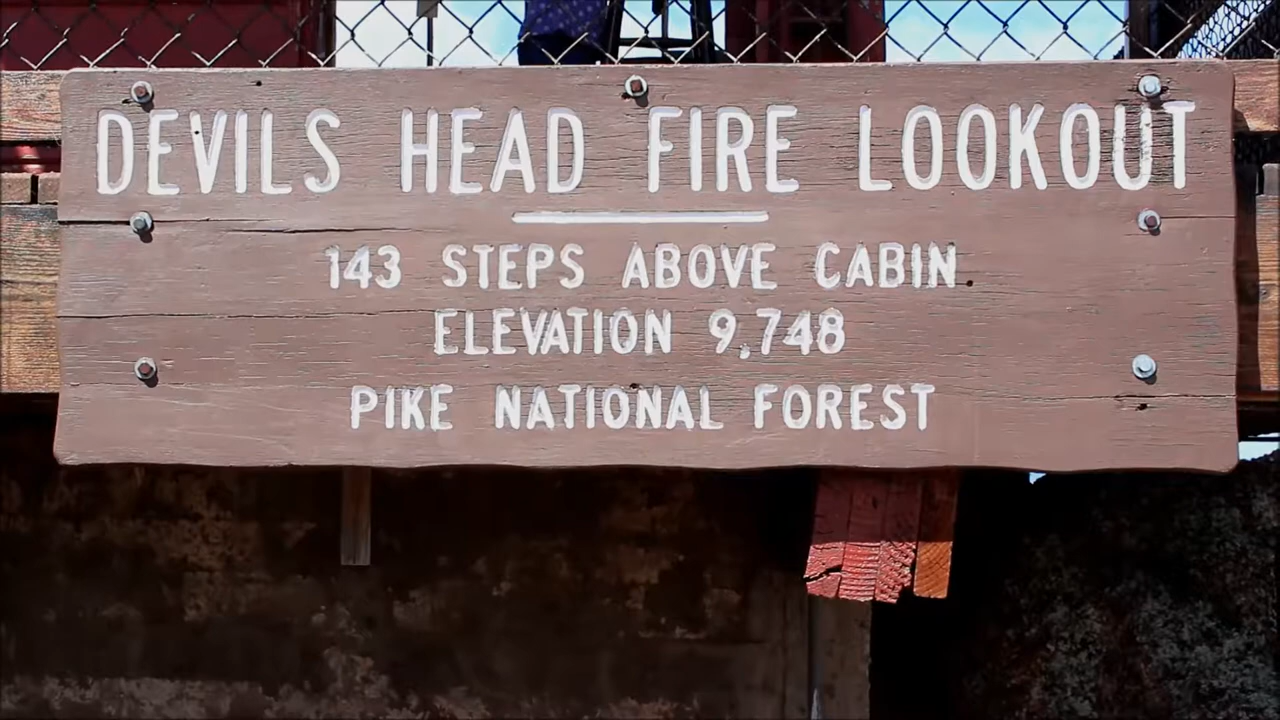 DEVILS HEAD FIRE LOOKOUT
143 STEPS ABOVE CABIN
ELEVATION 9,748
PIKE NATIONAL FOREST